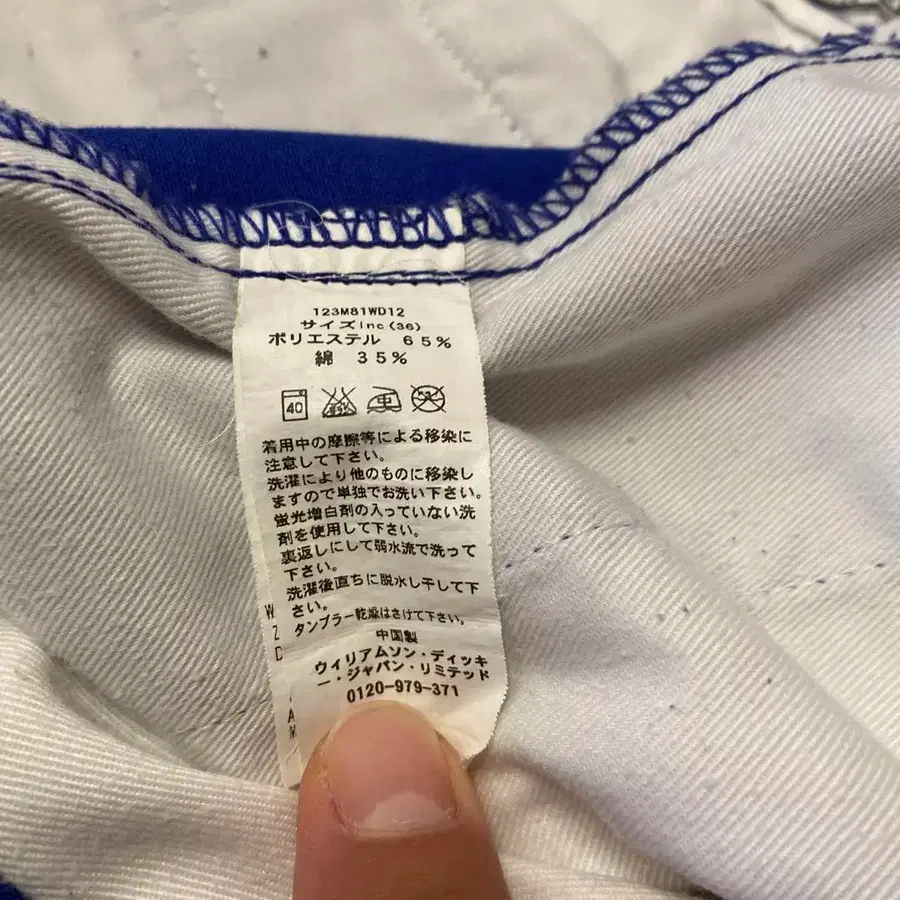 123M81WD12
サイズInc(36)
ポリエステル 65%
綿 35%
40
着用中の摩擦等による移染に
注意して下さい。
洗濯により他のものに移染し
ますので単独でお洗い下さい。
蛍光増白剤の入っていない洗
剤を使用して下さい。
裏返しにして弱水流で洗って
下さい。
洗濯後直ちに脱水し干して下
さい。
タンブラー乾燥はさけて下さい。
中国製
ウィリアムソン・ディッキ
ー・ジャパン・リミテッド
0120-979-371
W
Z
D
A
M